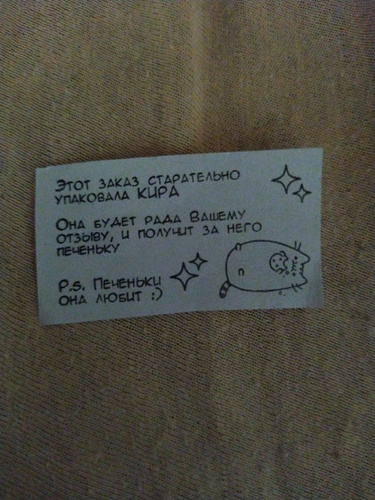 Этот заказ старательно
упаковала КИРА
Она будет рада Вашему
отзыву, и получит за него
печеньку
P.S. Печеньки
она любит :)